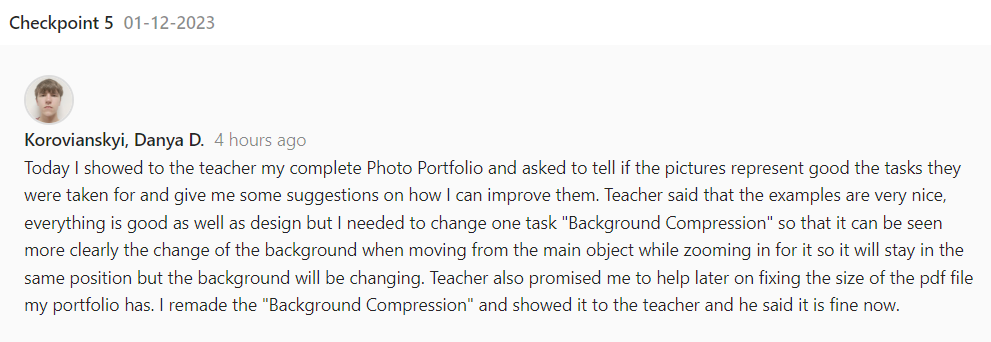 Checkpoint 5 01-12-2023
Korovianskyi, Danya D. 4 hours ago
Today I showed to the teacher my complete Photo Portfolio and asked to tell if the pictures represent good the tasks they
were taken for and give me some suggestions on how I can improve them. Teacher said that the examples are very nice,
everything is good as well as design but I needed to change one task "Background Compression" so that it can be seen
more clearly the change of the background when moving from the main object while zooming in for it so it will stay in the
same position but the background will be changing. Teacher also promised me to help later on fixing the size of the pdf file
my portfolio has. I remade the "Background Compression" and showed it to the teacher and he said it is fine now.